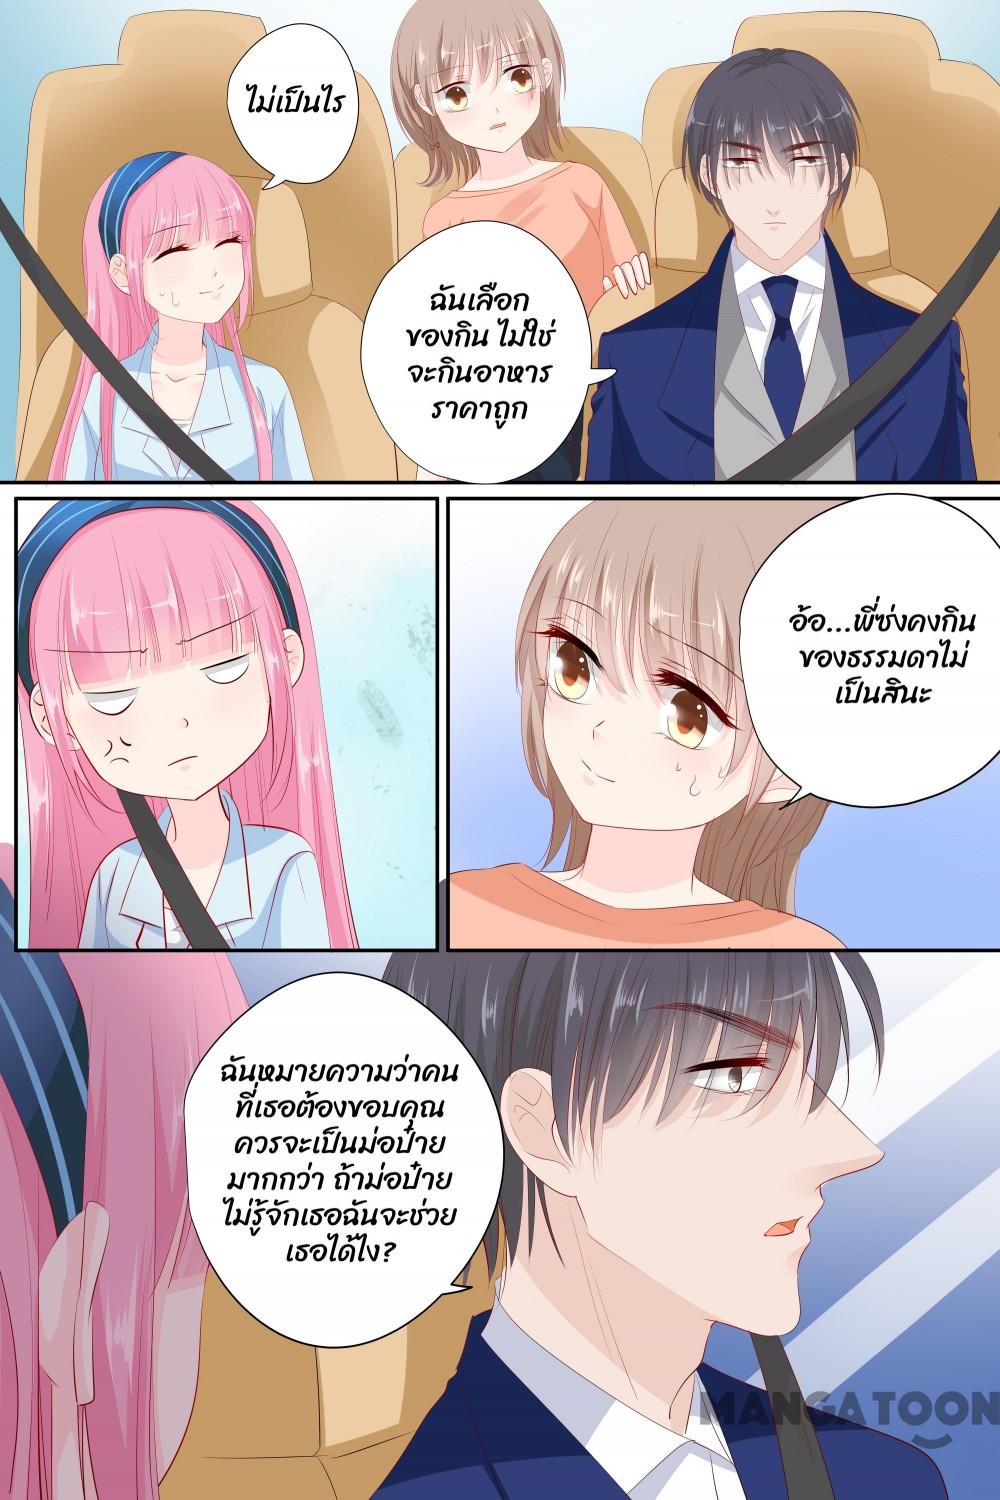 ไม่เป็นไร
ฉันเลือก
ของกิน ไม่ใช่
จะกินอาหาร
ราคาถูก
อ้อ...พี่ซ่งคงกิน
ของธรรมดาไม่
เป็นสินะ
ฉันหมายความว่าคน
ที่เธอต้องขอบคุณ
ควรจะเป็นม่อป๋าย
มากกว่า ถ้าม่อป๋าย
ไม่รู้จักเธอฉันจะช่วย
เธอได้ไง?
MANGATOON